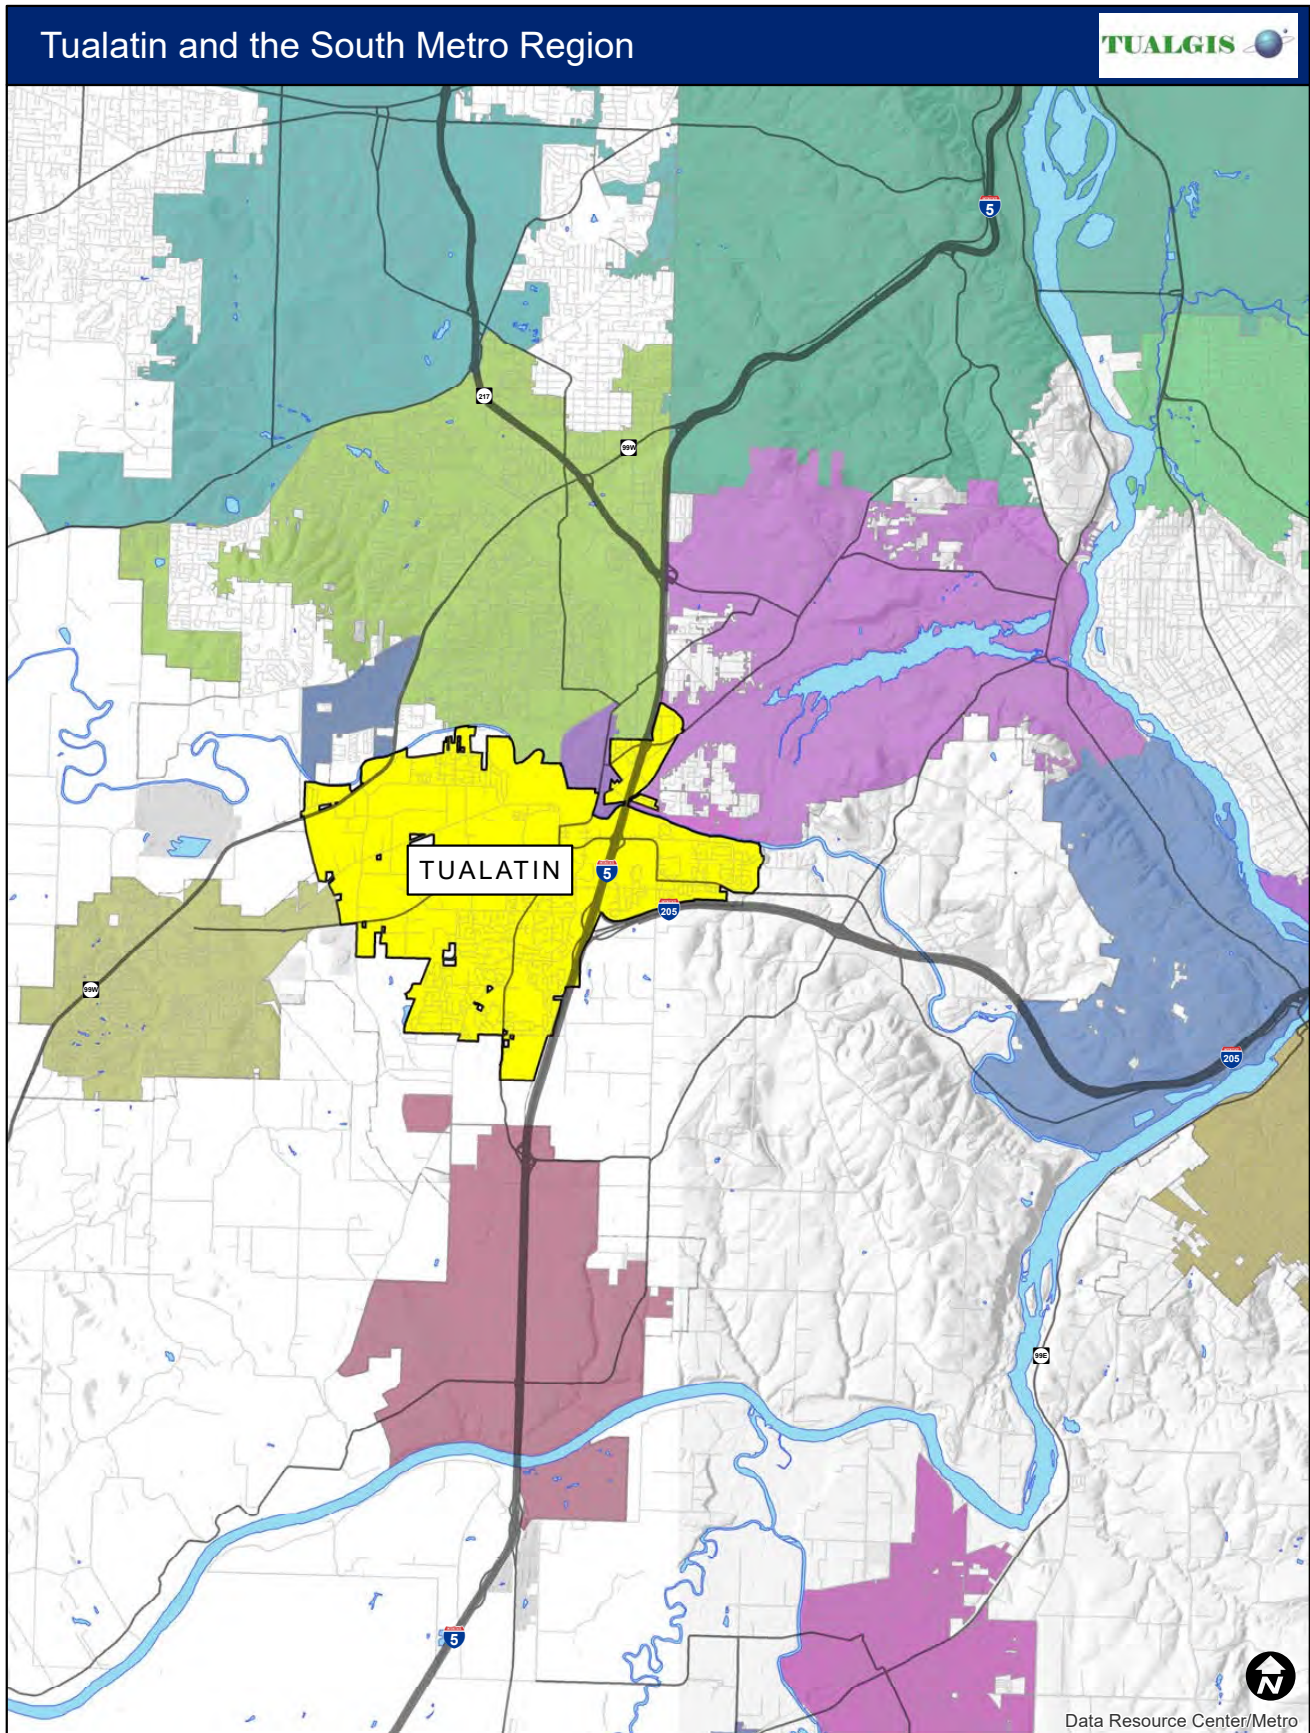 Tualatin and the South Metro Region
TUALGIS
5
217
99W
TUALATIN
5
205
99W
205
99E
5
N
Data Resource Center/Metro